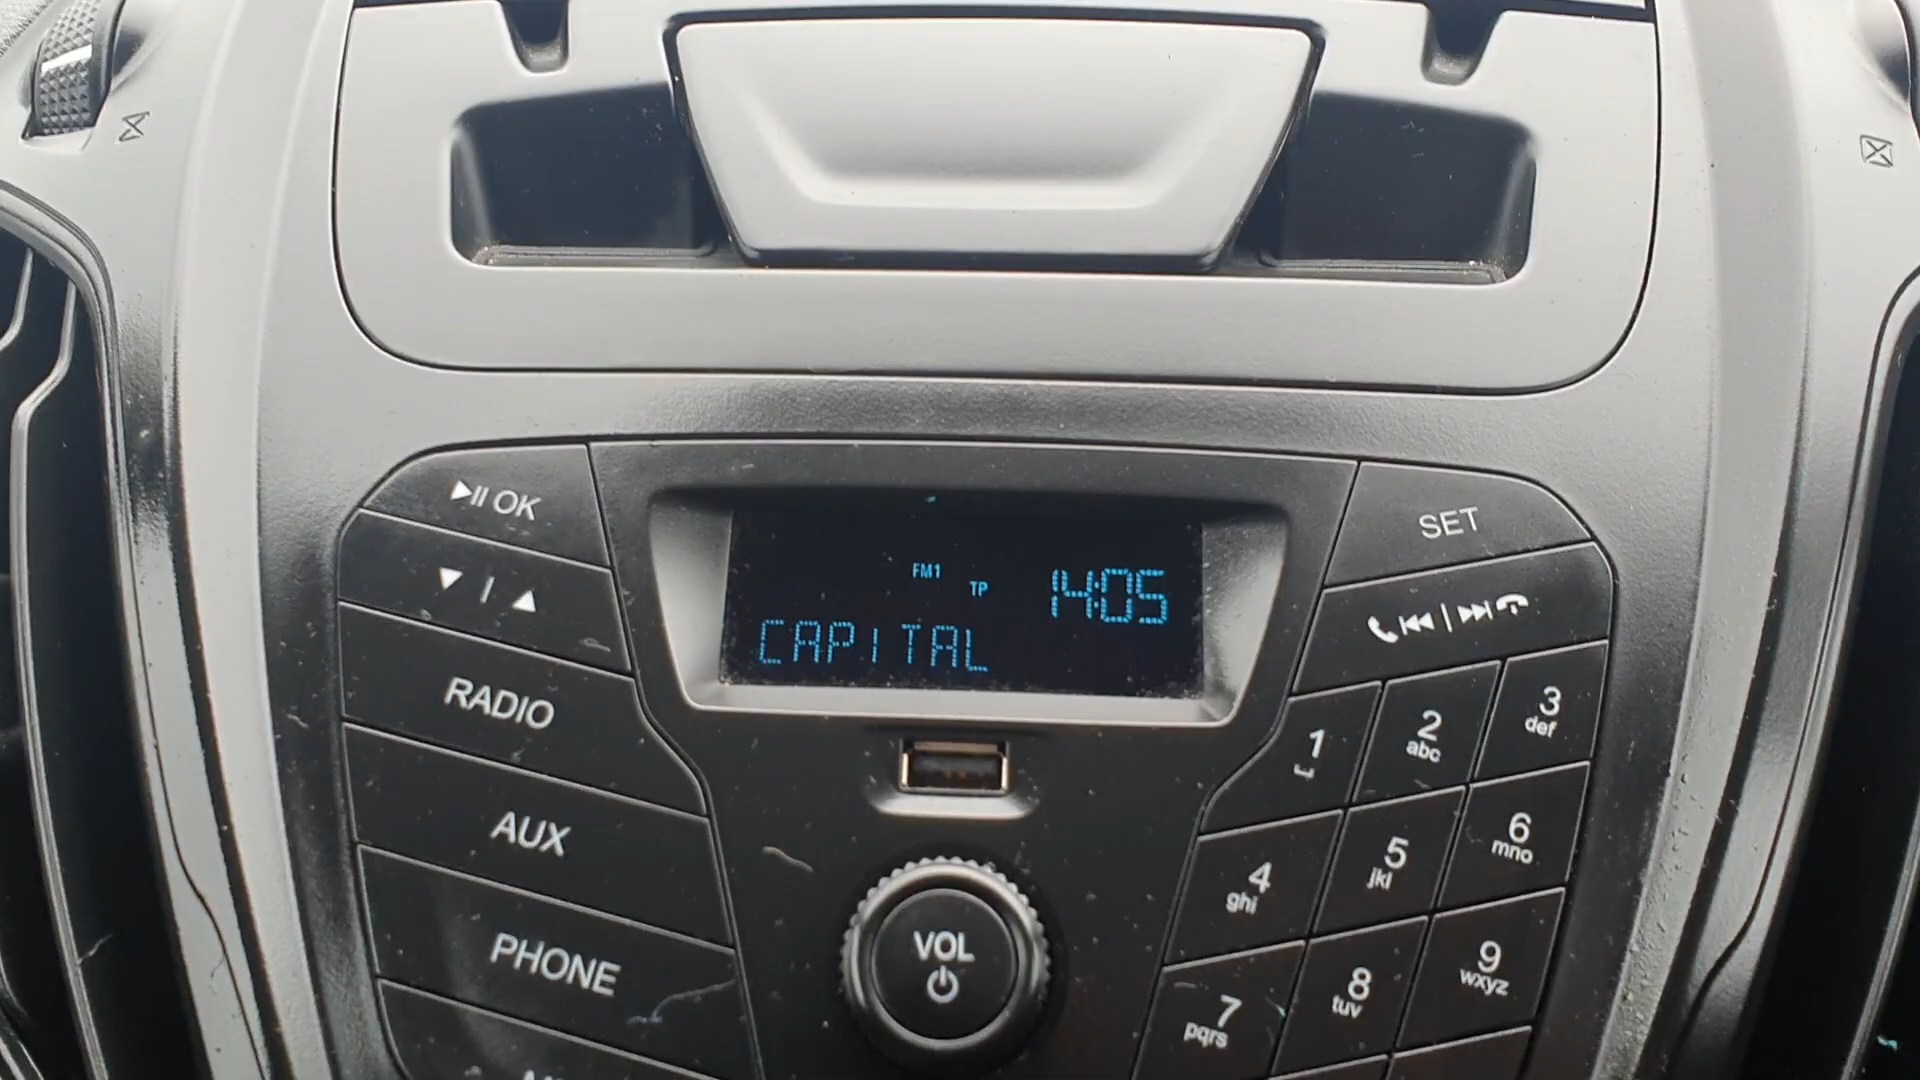 OK
SET
FM1
TP
14:05
CAPITAL
RADIO
1
2
abc
3
def
AUX
4
ghi
5
jkl
6
mno
PHONE
VOL
7
pqrs
8
tuv
9
wxyz